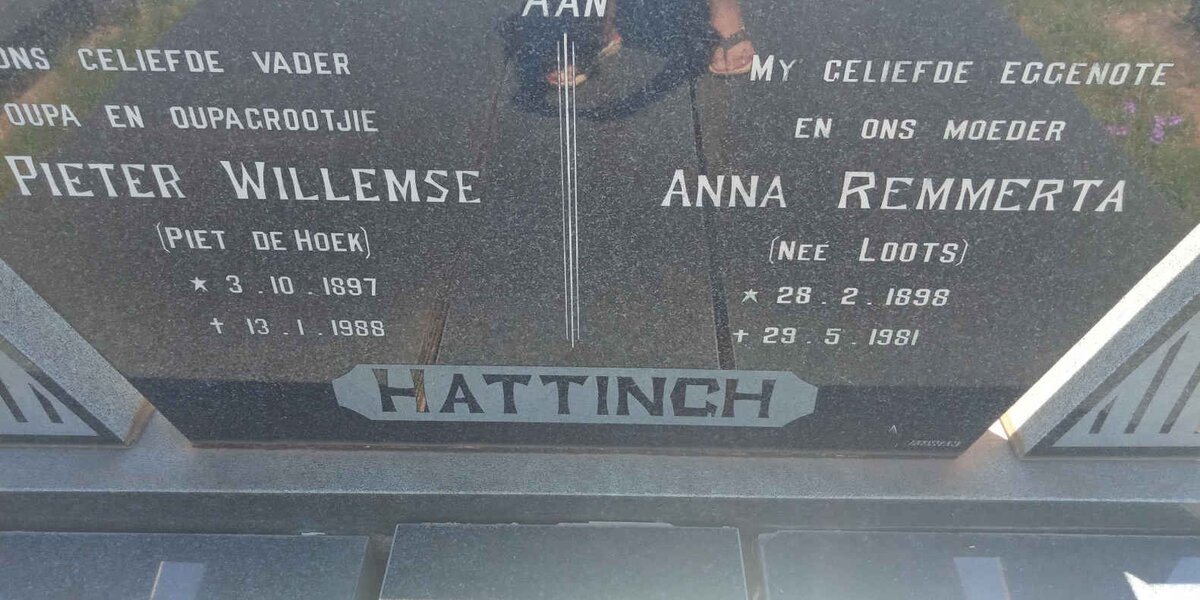 AAN
ONS GELIEFDE VADER
OUPA EN OUPAGROOTJIE
PIETER WILLEMSE
(PIET DE HOEK)
★ 3.10.1897
† 13.1.1988
MY GELIEFDE EGGENOTE
EN ONS MOEDER
ANNA REMMERTA
(NEÉ LOOTS)
★ 28.2.1898
† 29.5.1981
HATTINGH